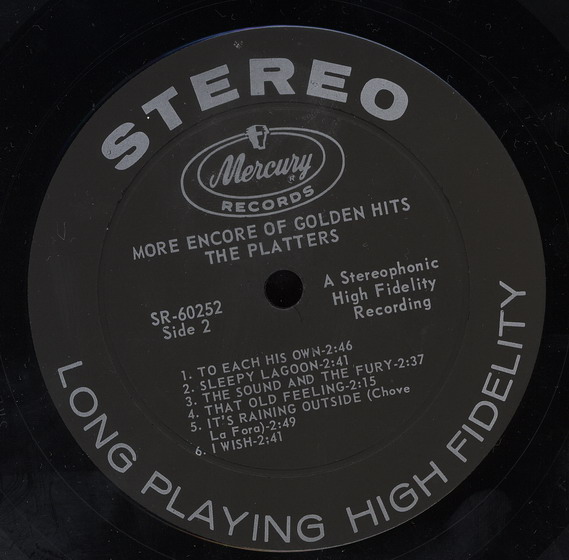 STEREO
Mercury
RECORDS
MORE ENCORE OF GOLDEN HITS
THE PLATTERS
SR-60252
Side 2
A Stereophonic
High Fidelity
Recording
1. TO EACH HIS OWN-2:46
2. SLEEPY LAGOON-2:41
3. THE SOUND AND THE FURY-2:37
4. THAT OLD FEELING-2:15
5. IT'S RAINING OUTSIDE (Chove
La Fora)-2:49
6. I WISH-2:41
LONG PLAYING HIGH FIDELITY